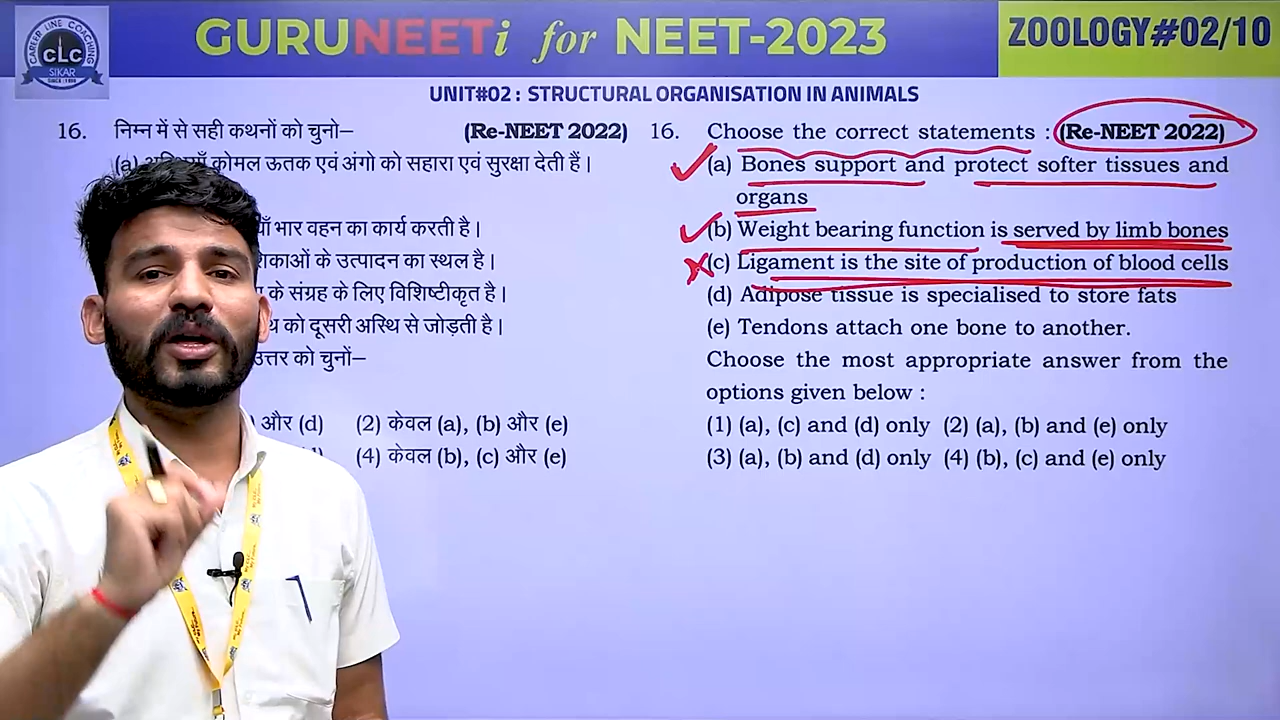 CAREER LINE COACHING
CLC
SIKAR
SINCE : 1996
GURUNEETi for NEET-2023
ZOOLOGY#02/10
UNIT#02 : STRUCTURAL ORGANISATION IN ANIMALS
16. निम्न में से सही कथनों को चुनो– (Re-NEET 2022)
कोमल ऊतक एवं अंगो को सहारा एवं सुरक्षा देती हैं।
भार वहन का कार्य करती है।
के उत्पादन का स्थल है।
के संग्रह के लिए विशिष्टीकृत है।
को दूसरी अस्थि से जोड़ती है।
उत्तर को चुनों–
और (d) (2) केवल (a), (b) और (e)
(4) केवल (b), (c) और (e)
16. Choose the correct statements : (Re-NEET 2022)
(a) Bones support and protect softer tissues and
organs
(b) Weight bearing function is served by limb bones
(c) Ligament is the site of production of blood cells
(d) Adipose tissue is specialised to store fats
(e) Tendons attach one bone to another.
Choose the most appropriate answer from the
options given below :
(1) (a), (c) and (d) only (2) (a), (b) and (e) only
(3) (a), (b) and (d) only (4) (b), (c) and (e) only